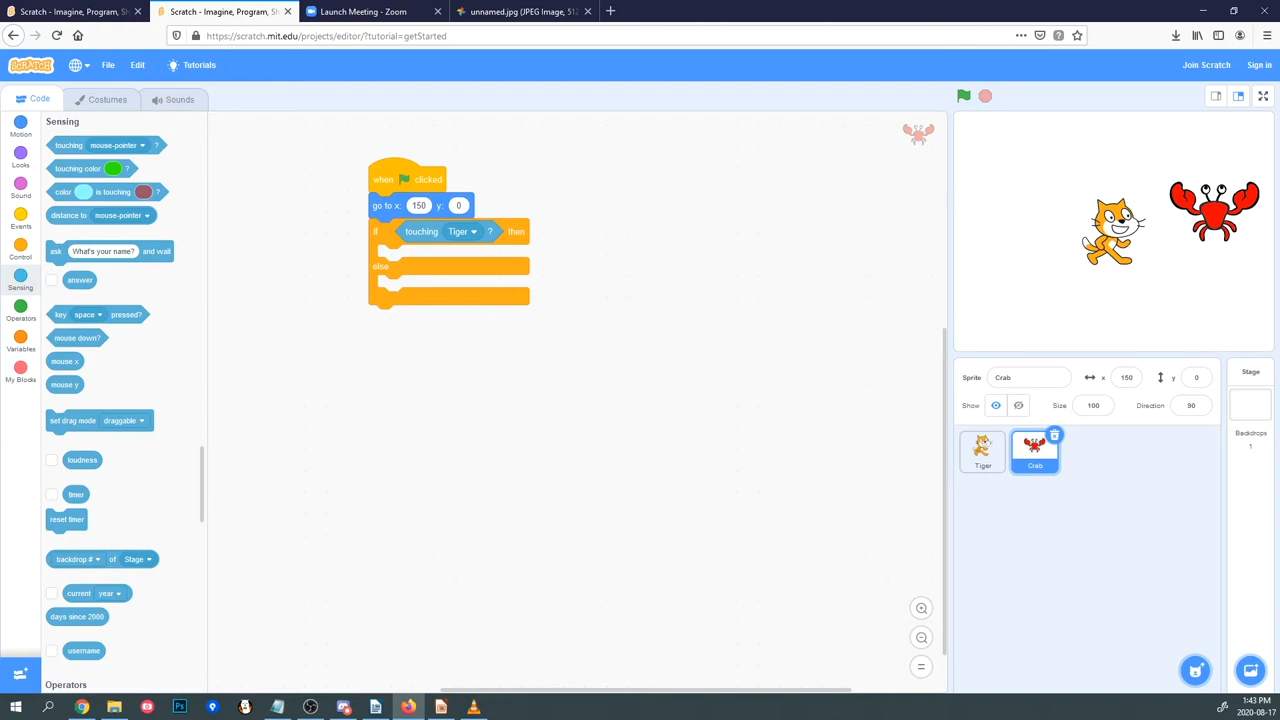 Scratch - Imagine, Program, Sh
Scratch - Imagine, Program, Sh
Launch Meeting - Zoom
unnamed.jpg (JPEG Image, 512
https://scratch.mit.edu/projects/editor/?tutorial=getStarted
SCRATCH
File
Edit
Tutorials
Join Scratch
Sign in
Code
Costumes
Sounds
Motion
Looks
Sound
Events
Control
Sensing
Operators
Variables
My Blocks
Sensing
touching mouse-pointer ?
touching color ?
color is touching ?
distance to mouse-pointer
ask What's your name? and wait
answer
key space pressed?
mouse down?
mouse x
mouse y
set drag mode draggable
loudness
timer
reset timer
backdrop # of Stage
current year
days since 2000
username
Operators
when clicked
go to x: 150 y: 0
if touching Tiger ? then
else
Sprite Crab x 150 y 0
Show Size 100 Direction 90
Tiger
Crab
Stage
Backdrops
1
1:43 PM
2020-08-17